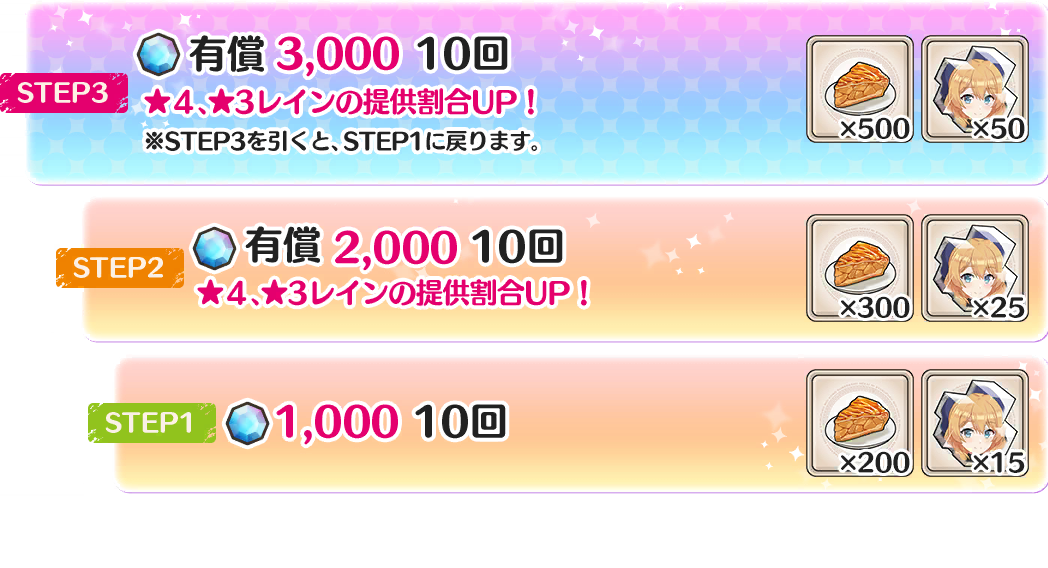 STEP3
有償 3,000 10回
★4、★3レインの提供割合UP！
※STEP3を引くと、STEP1に戻ります。
×500
×50
STEP2
有償 2,000 10回
★4、★3レインの提供割合UP！
×300
×25
STEP1
1,000 10回
×200
×15